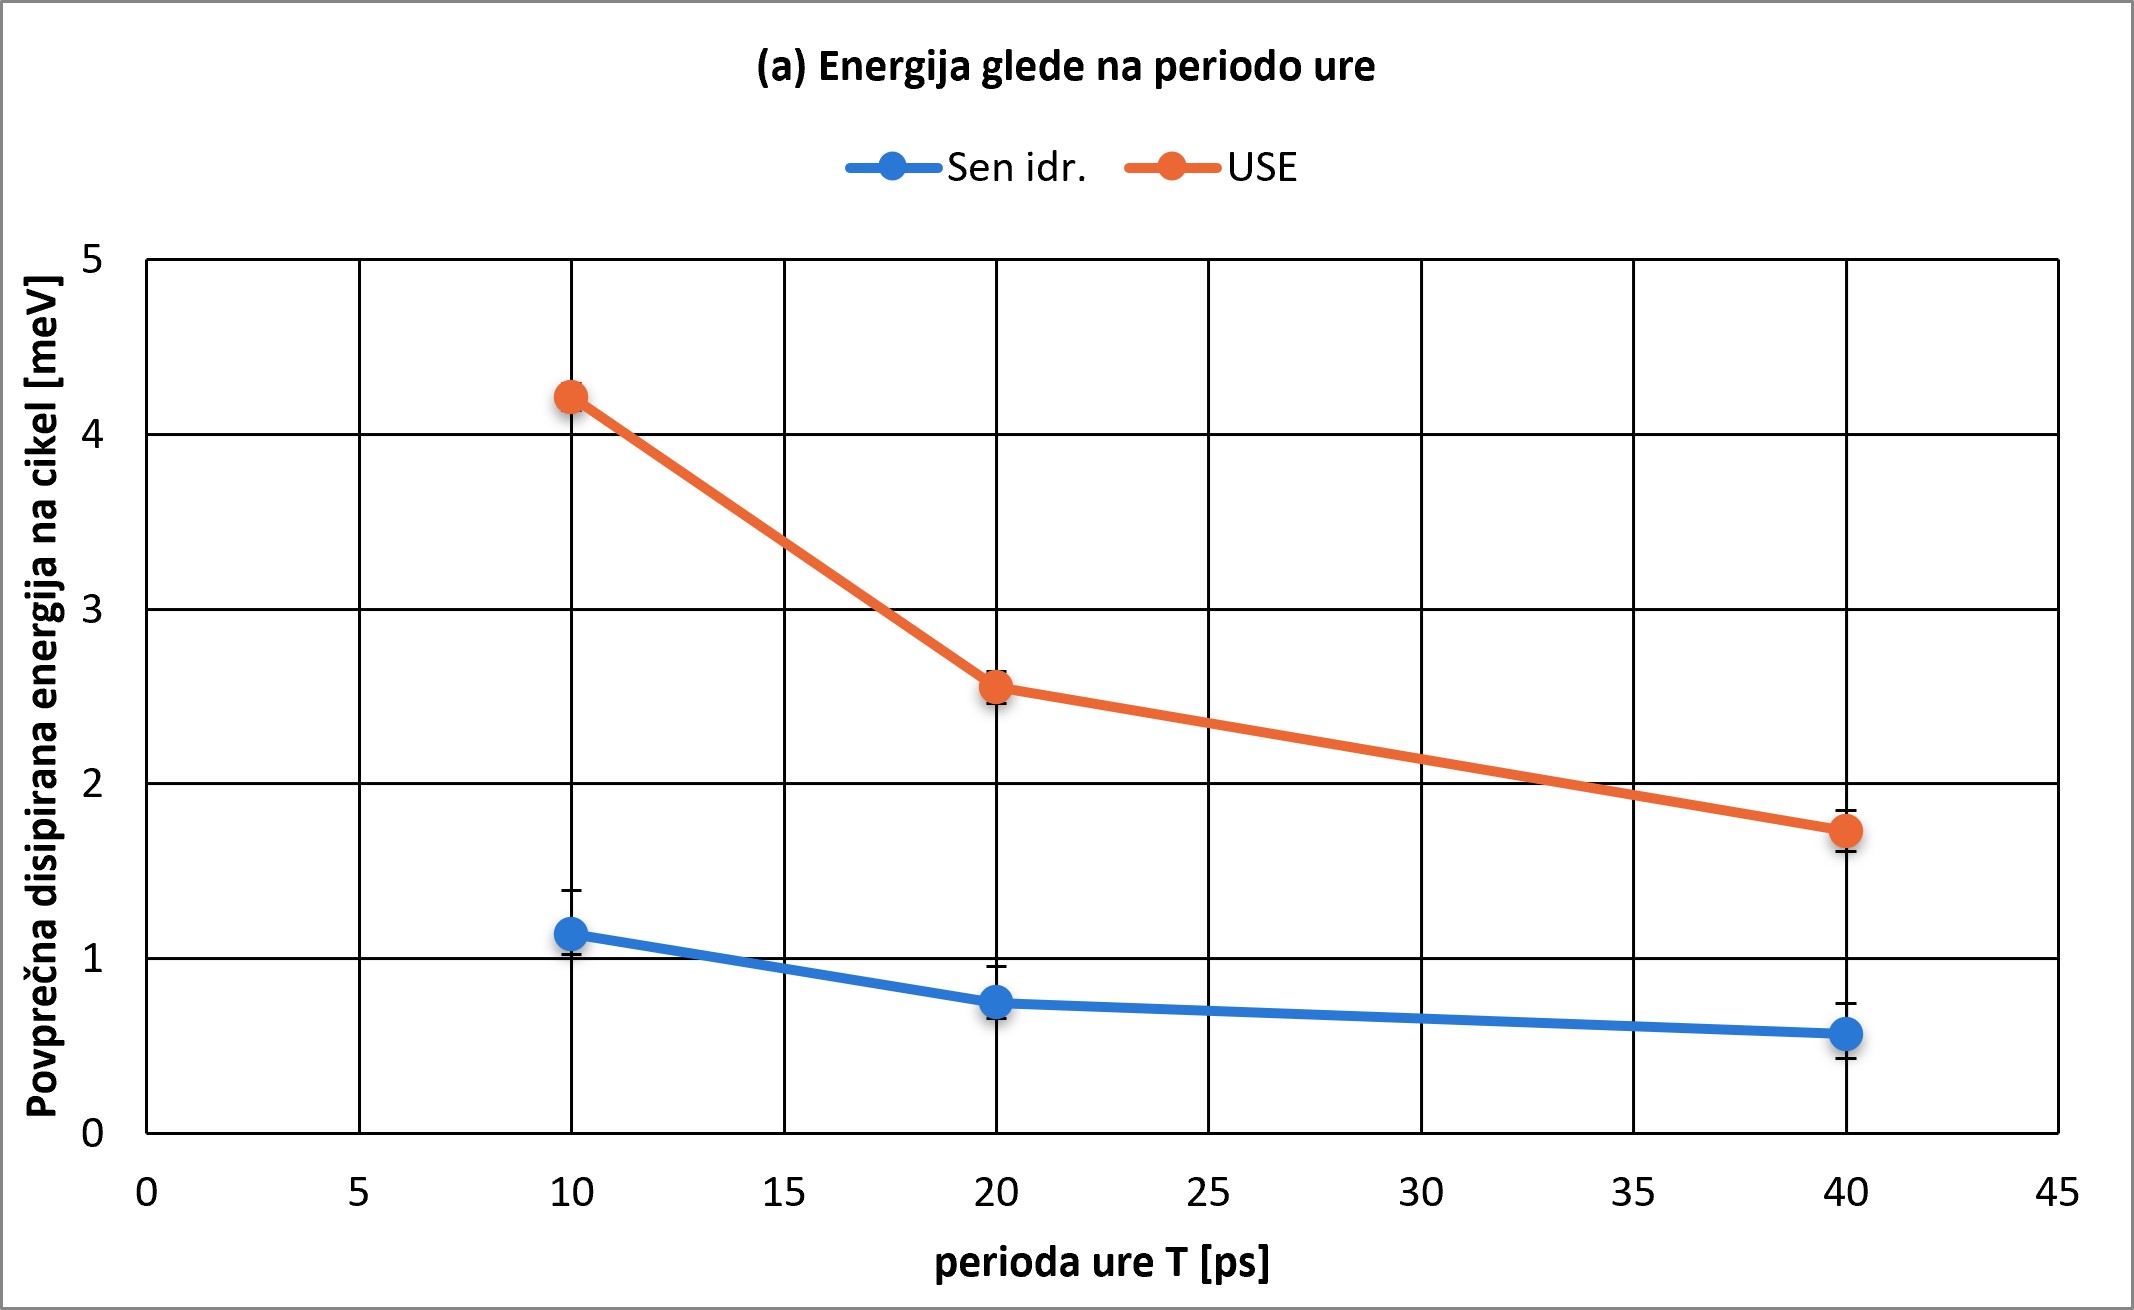 (a) Energija glede na periodo ure
Sen idr.
USE
Povprečna disipirana energija na cikel [meV]
5
4
3
2
1
0
0 5 10 15 20 25 30 35 40 45
perioda ure T [ps]